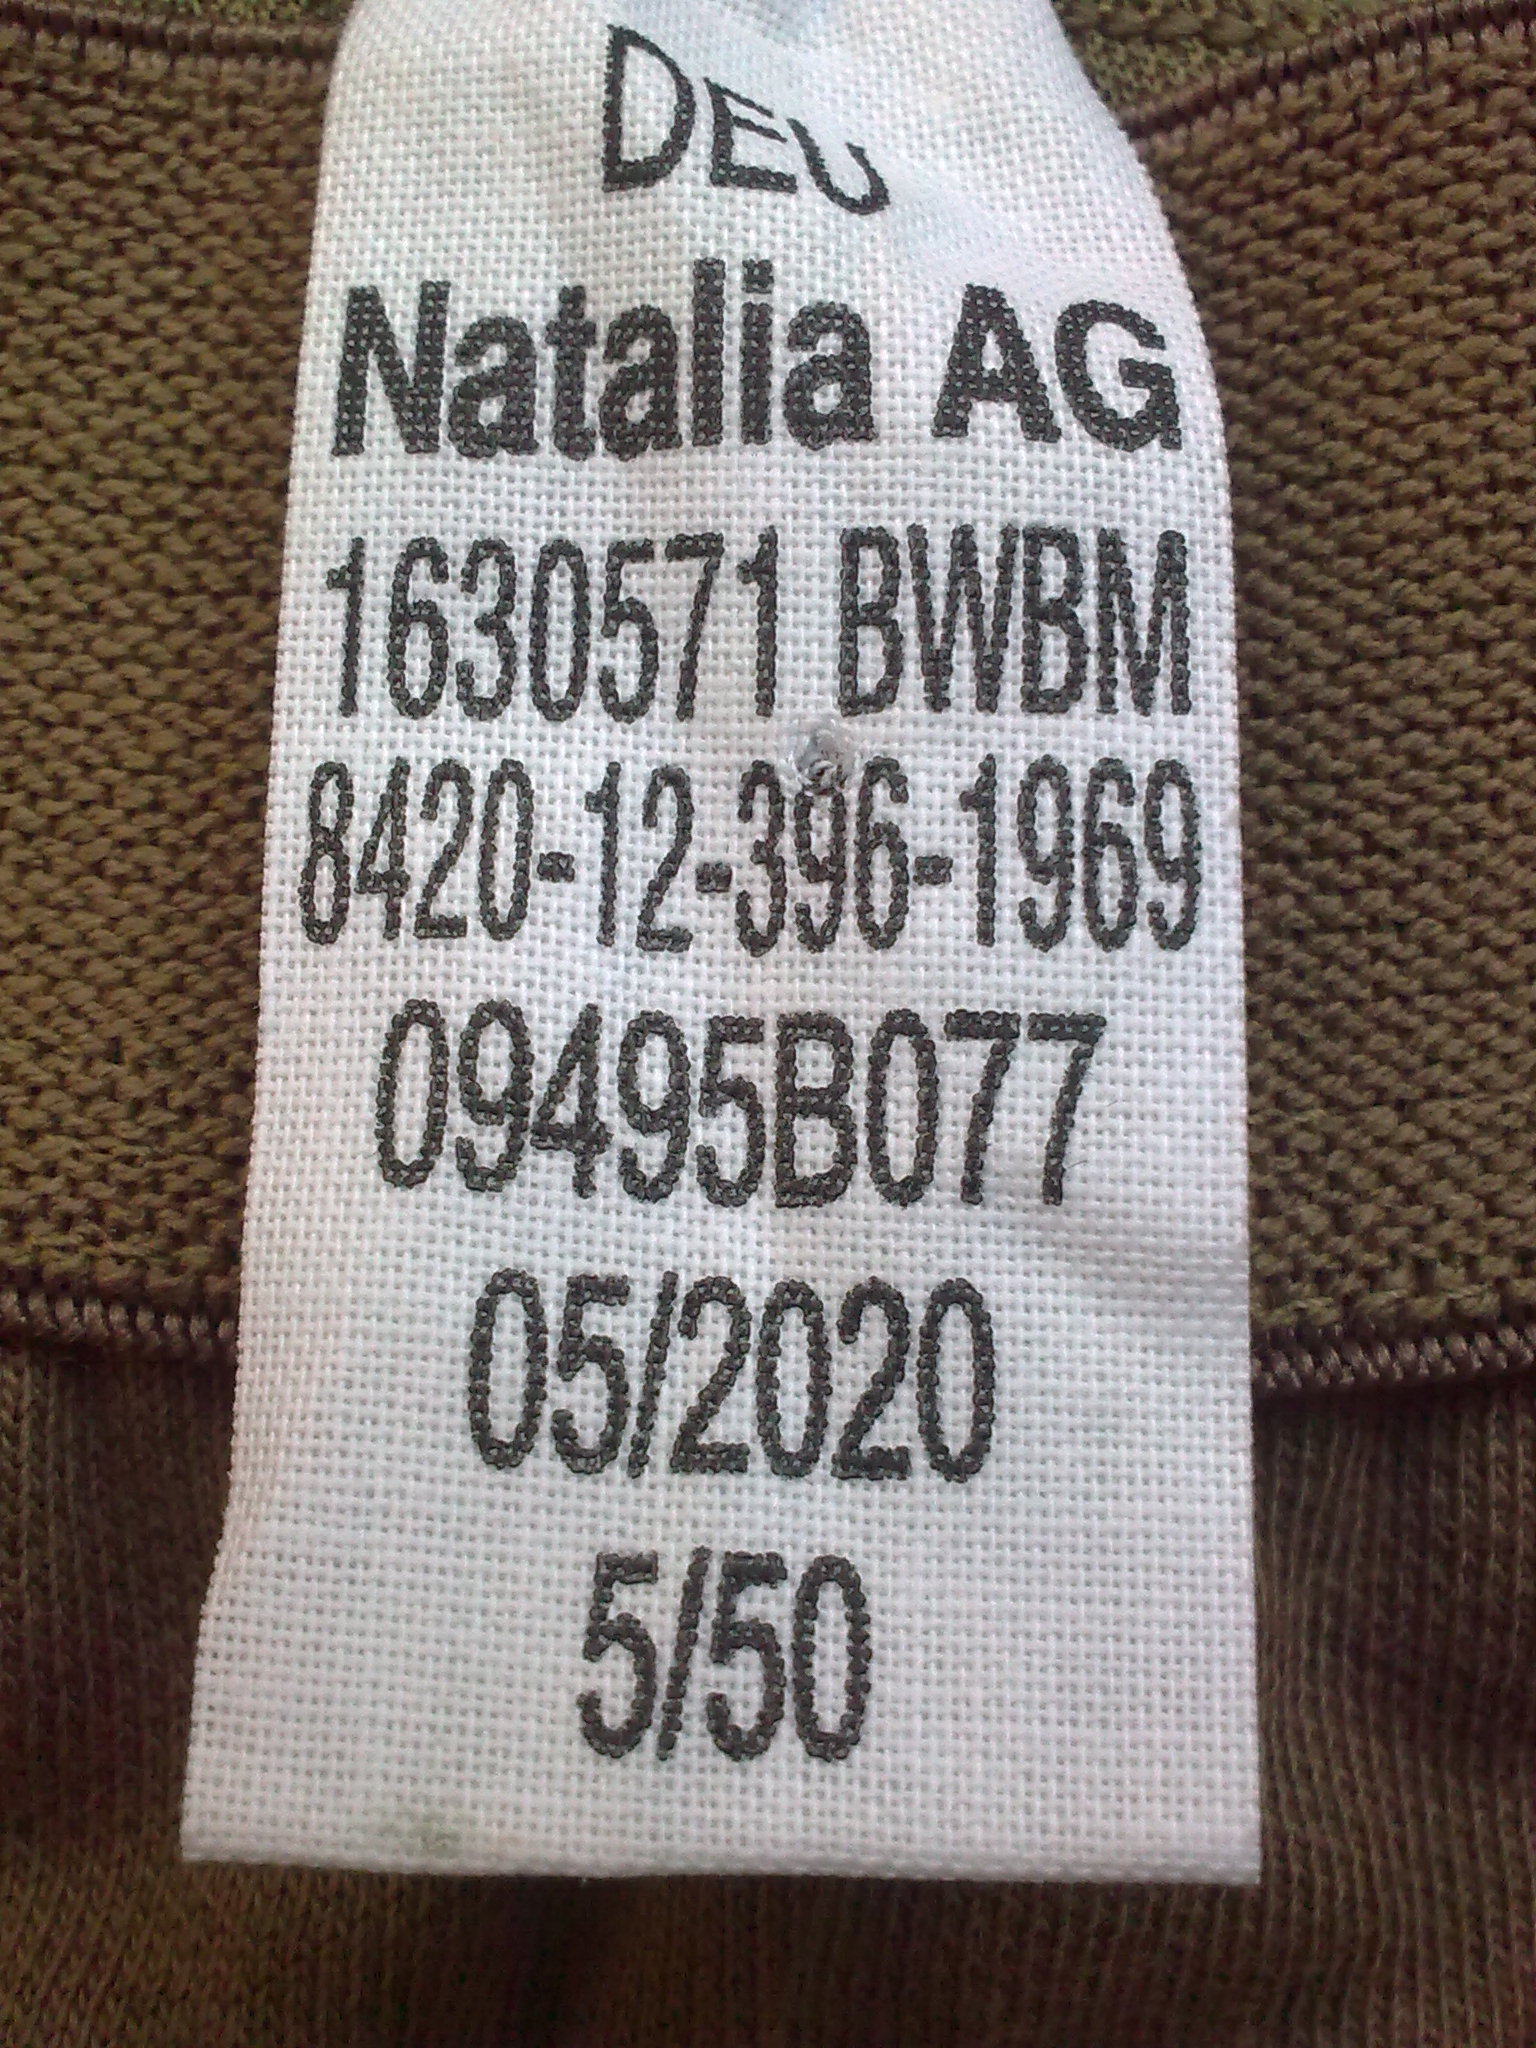 DEU
Natalia AG
1630571 BWBM
8420-12-396-1969
09495B077
05/2020
5/50